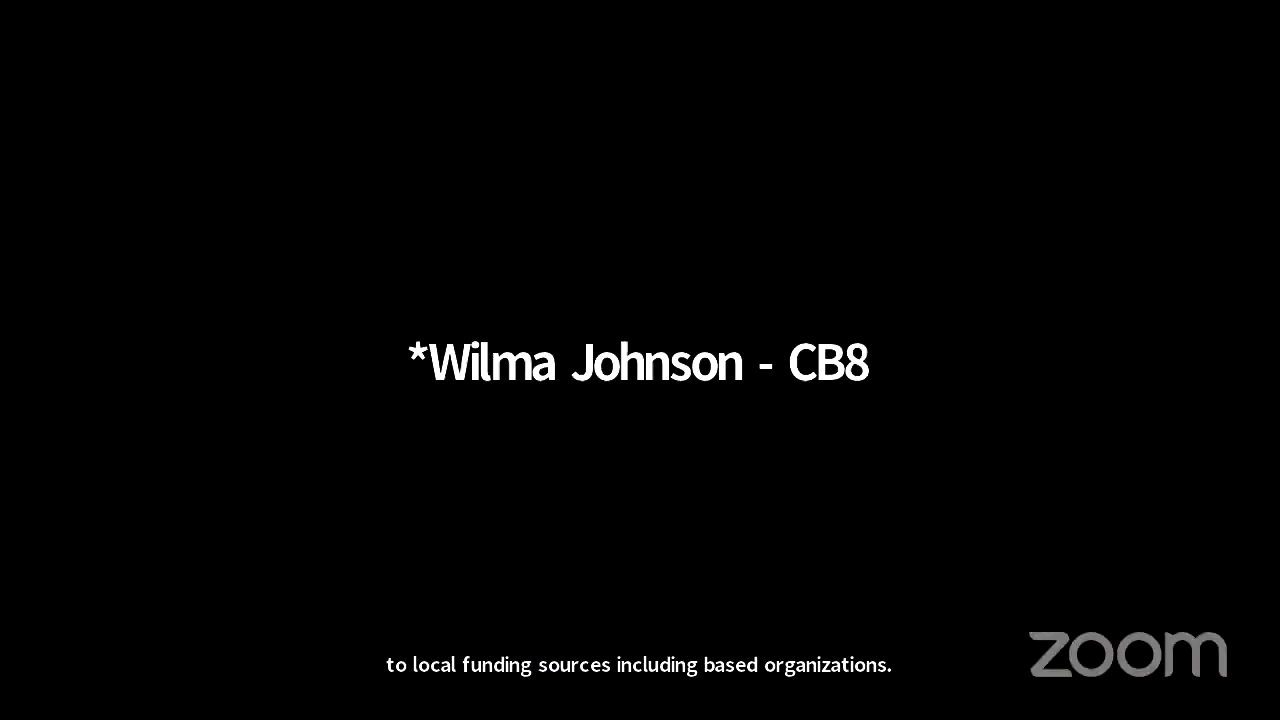 *Wilma Johnson - CB8
to local funding sources including based organizations.
zoom